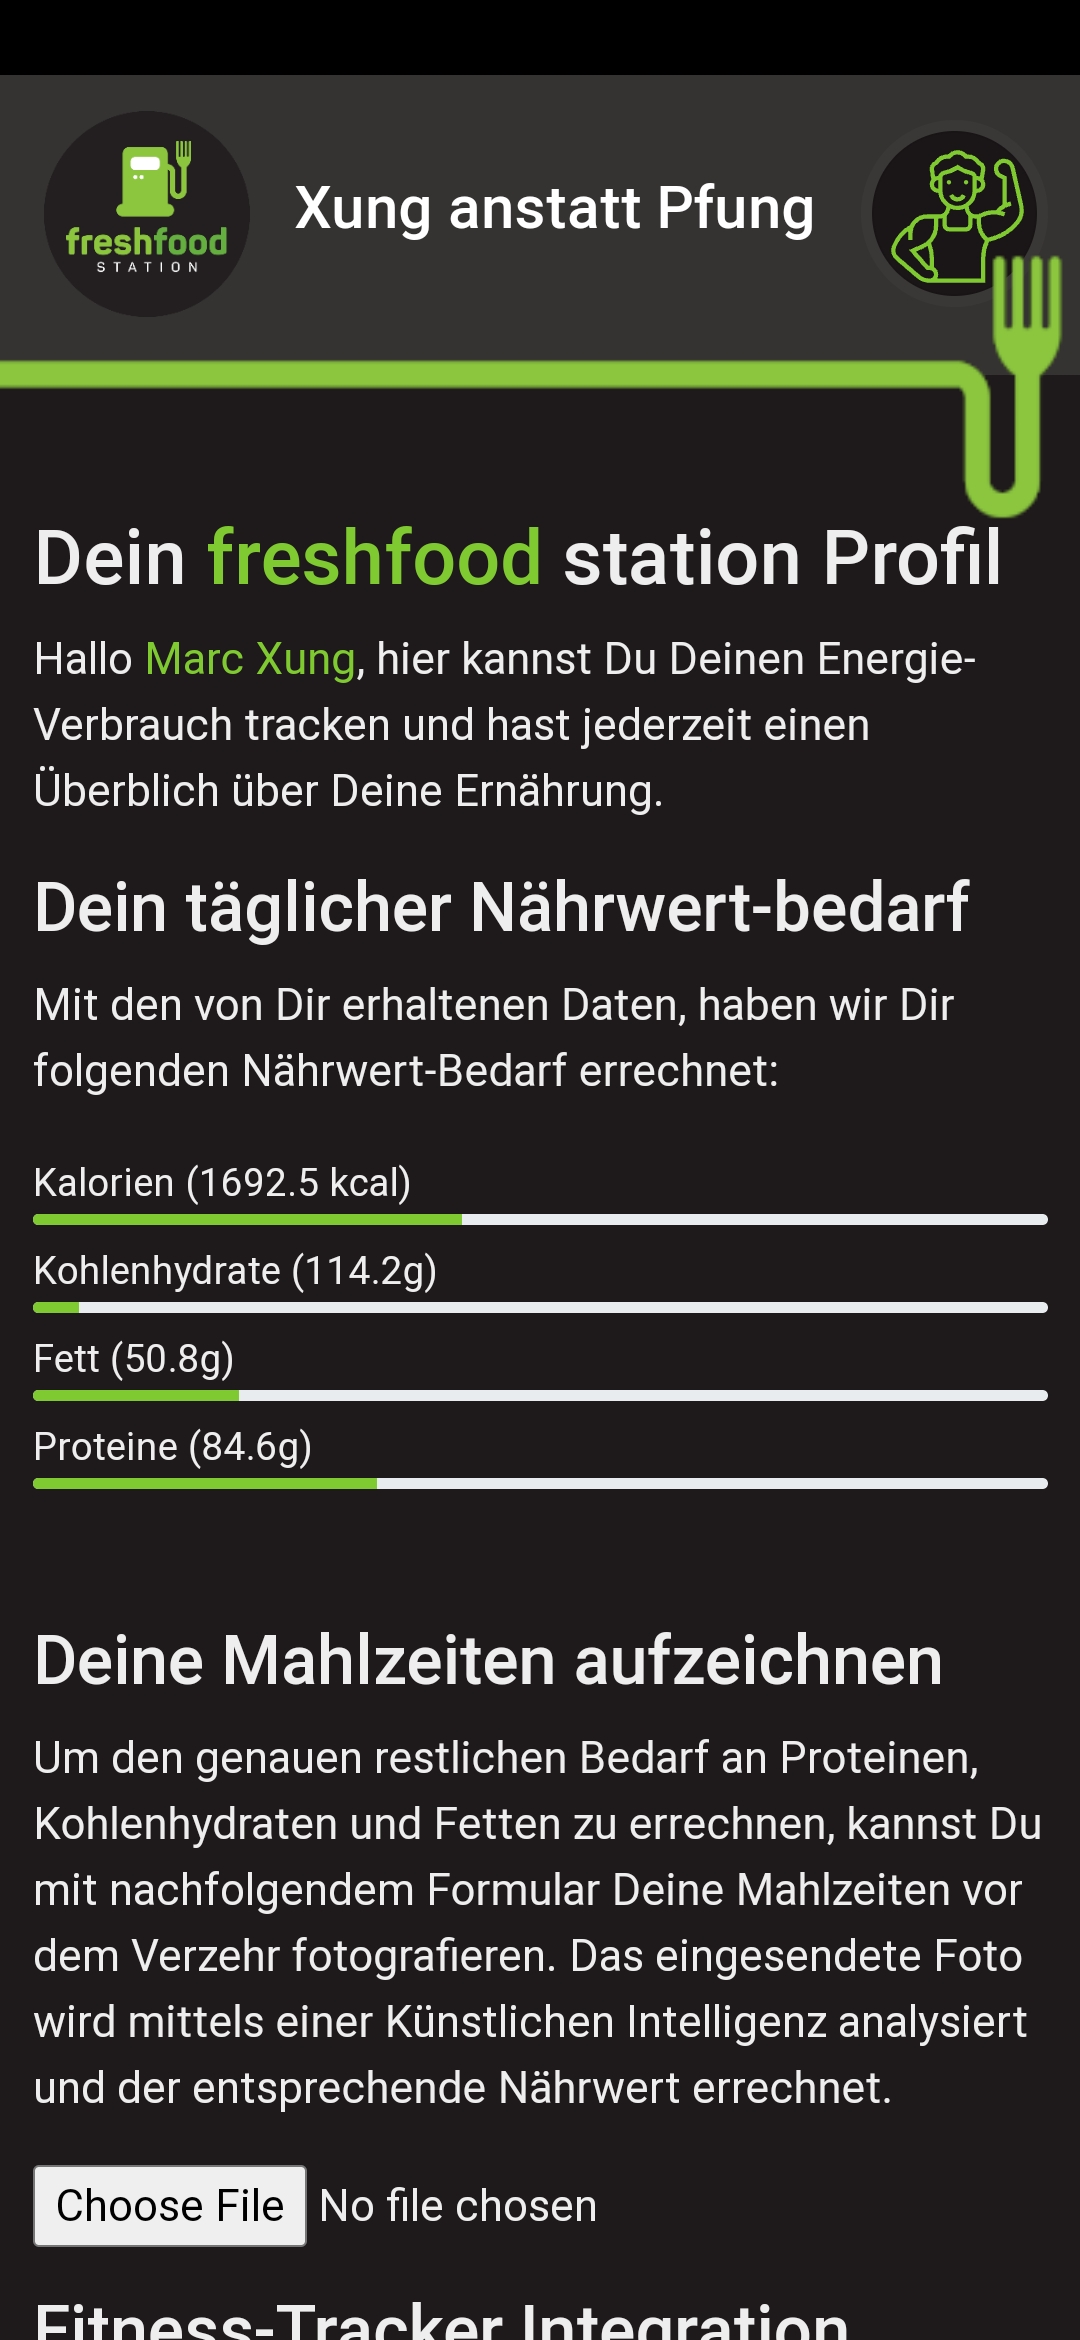 freshfood
STATION
Xung anstatt Pfung
Dein freshfood station Profil
Hallo Marc Xung, hier kannst Du Deinen Energie-
Verbrauch tracken und hast jederzeit einen
Überblich über Deine Ernährung.
Dein täglicher Nährwert-bedarf
Mit den von Dir erhaltenen Daten, haben wir Dir
folgenden Nährwert-Bedarf errechnet:
Kalorien (1692.5 kcal)
Kohlenhydrate (114.2g)
Fett (50.8g)
Proteine (84.6g)
Deine Mahlzeiten aufzeichnen
Um den genauen restlichen Bedarf an Proteinen,
Kohlenhydraten und Fetten zu errechnen, kannst Du
mit nachfolgendem Formular Deine Mahlzeiten vor
dem Verzehr fotografieren. Das eingesendete Foto
wird mittels einer Künstlichen Intelligenz analysiert
und der entsprechende Nährwert errechnet.
Choose File No file chosen
Fitness-Tracker Integration